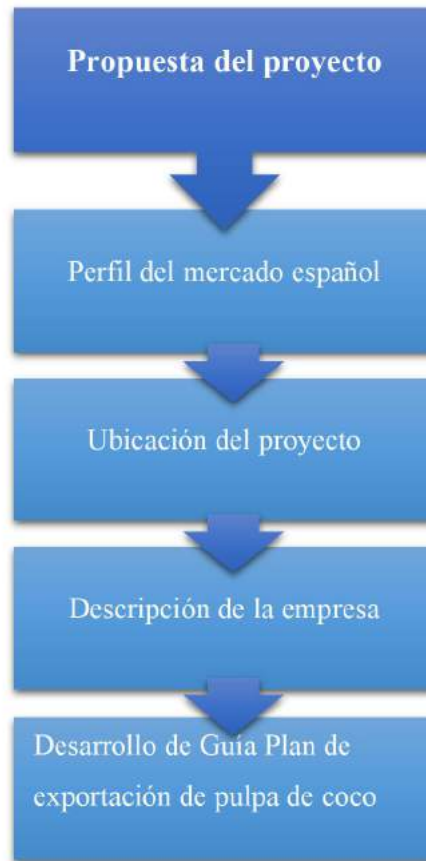 Propuesta del proyecto
Perfil del mercado español
Ubicación del proyecto
Descripción de la empresa
Desarrollo de Guía Plan de
exportación de pulpa de coco